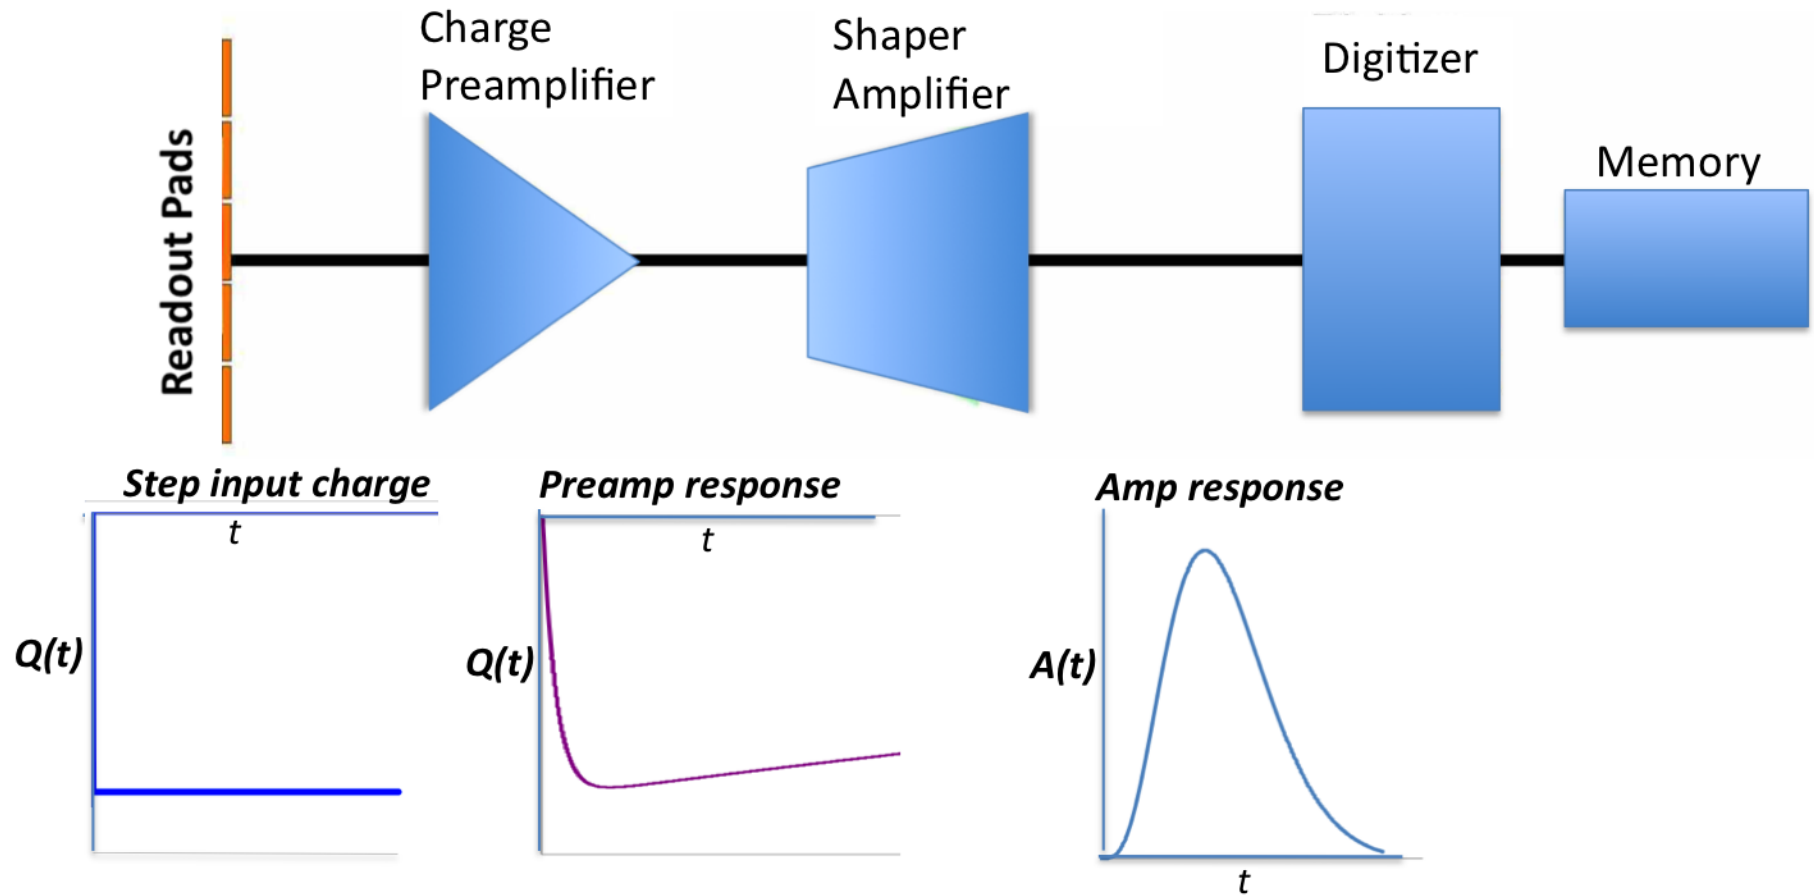 Charge
Preamplifier
Shaper
Amplifier
Digitizer
Memory
Readout Pads
Step input charge
t
Q(t)
Preamp response
t
Q(t)
Amp response
A(t)
t